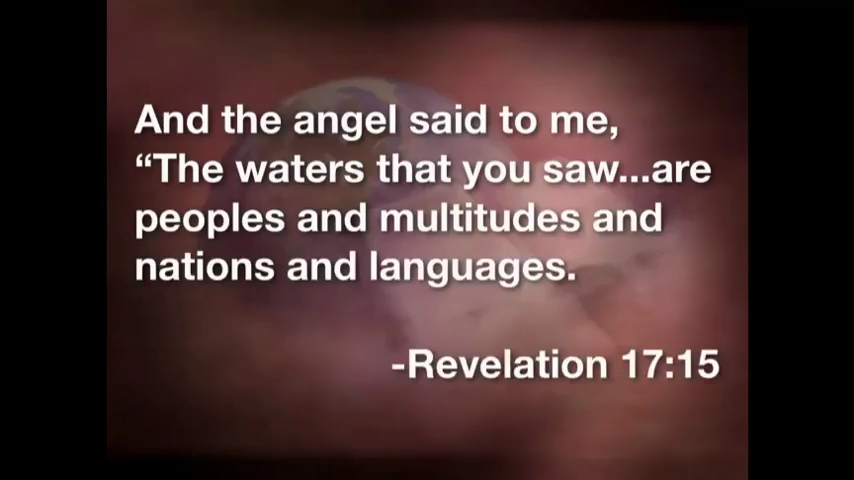 And the angel said to me,
“The waters that you saw...are
peoples and multitudes and
nations and languages.
-Revelation 17:15